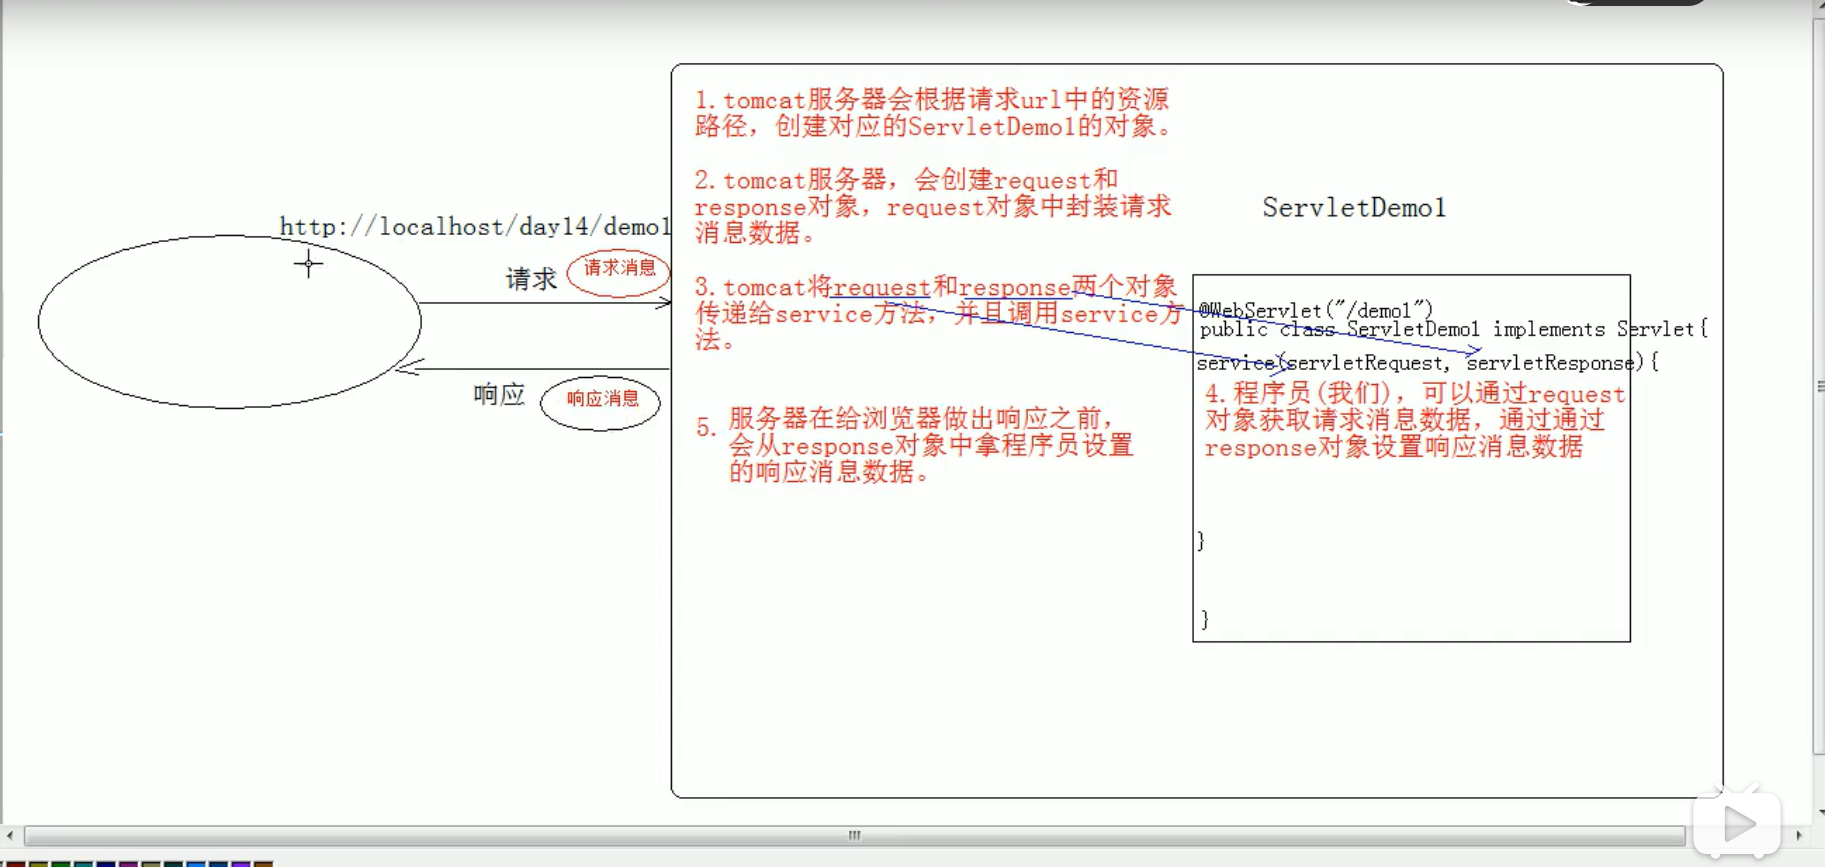 1.tomcat服务器会根据请求url中的资源
路径，创建对应的ServletDemo1的对象。
2.tomcat服务器，会创建request和
response对象，request对象中封装请求
消息数据。
ServletDemo1
http://localhost/day14/demo1
请求
请求消息
3.tomcat将request和response两个对象
传递给service方法，并且调用service方
法。
@WebServlet("/demo1")
public class ServletDemo1 implements Servlet{
service(servletRequest, servletResponse){
4.程序员(我们)，可以通过request
对象获取请求消息数据，通过通过
response对象设置响应消息数据
}
}
响应
响应消息
5.
服务器在给浏览器做出响应之前，
会从response对象中拿程序员设置
的响应消息数据。